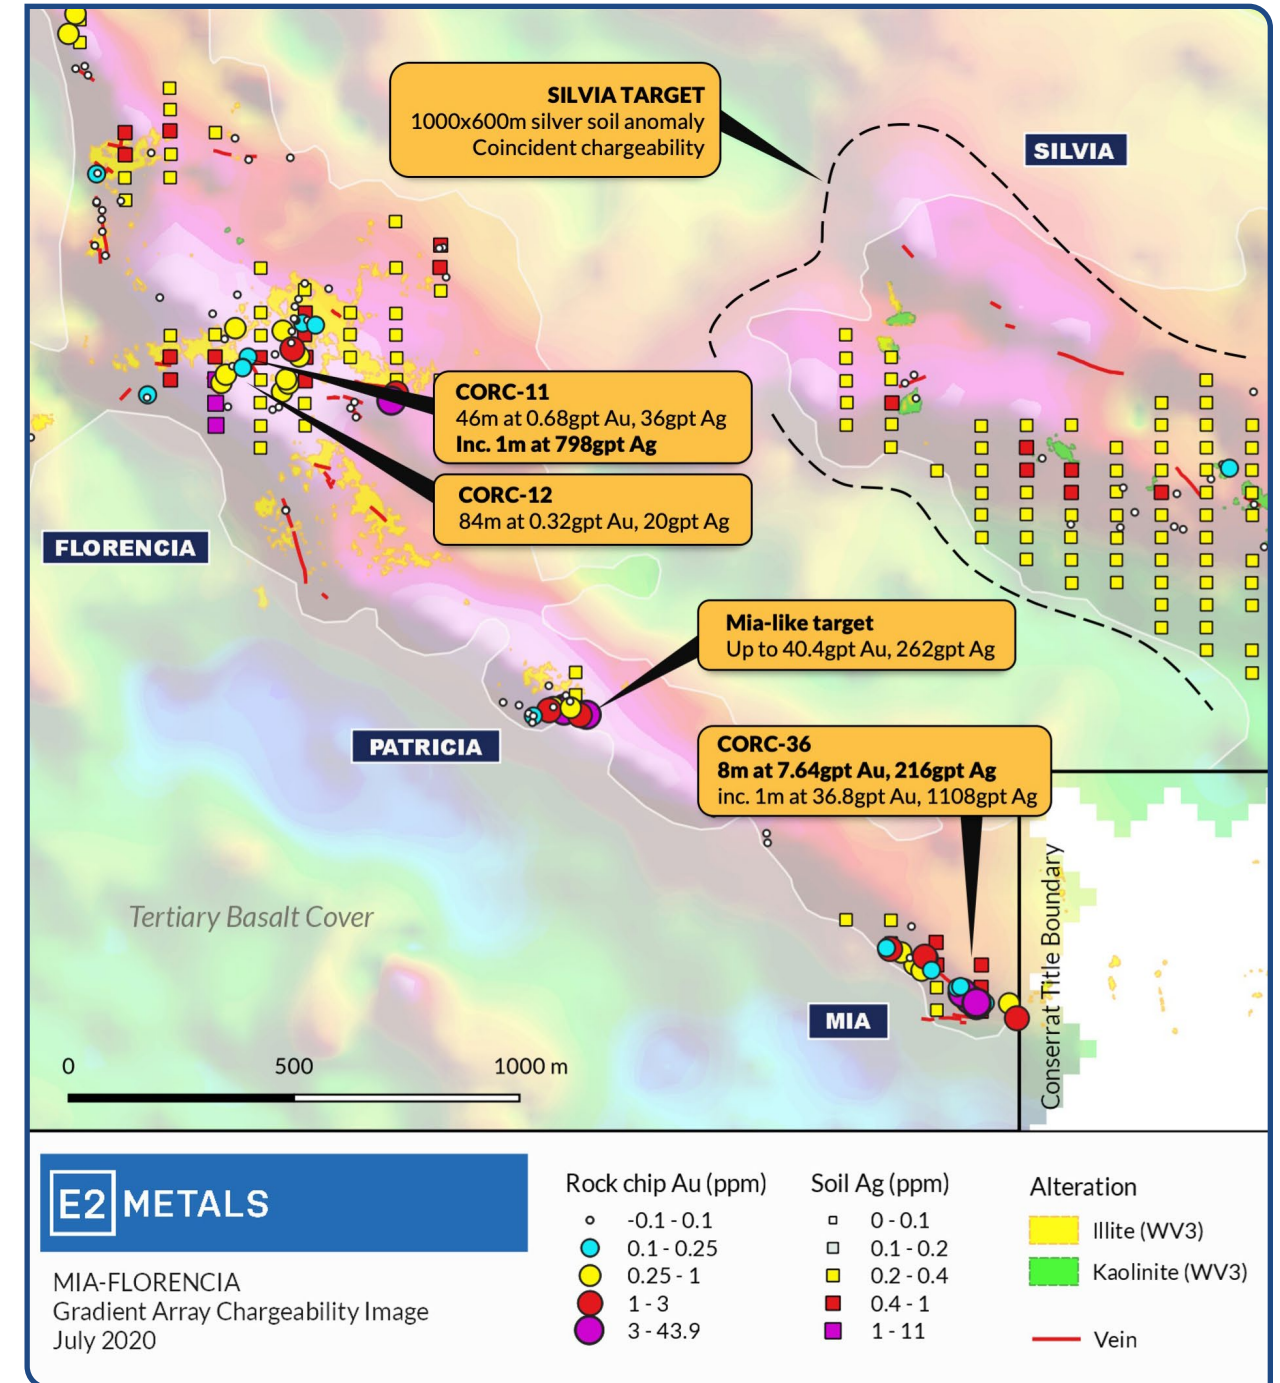 SILVIA TARGET
1000x600m silver soil anomaly
Coincident chargeability
SILVIA
CORC-11
46m at 0.68gpt Au, 36gpt Ag
Inc. 1m at 798gpt Ag
CORC-12
84m at 0.32gpt Au, 20gpt Ag
FLORENCIA
Mia-like target
Up to 40.4gpt Au, 262gpt Ag
PATRICIA
CORC-36
8m at 7.64gpt Au, 216gpt Ag
inc. 1m at 36.8gpt Au, 1108gpt Ag
Tertiary Basalt Cover
Conserrat Title Boundary
MIA
0 500 1000 m
E2 METALS
MIA-FLORENCIA
Gradient Array Chargeability Image
July 2020
Rock chip Au (ppm)
-0.1 - 0.1
0.1 - 0.25
0.25 - 1
1 - 3
3 - 43.9
Soil Ag (ppm)
0 - 0.1
0.1 - 0.2
0.2 - 0.4
0.4 - 1
1 - 11
Alteration
Illite (WV3)
Kaolinite (WV3)
Vein